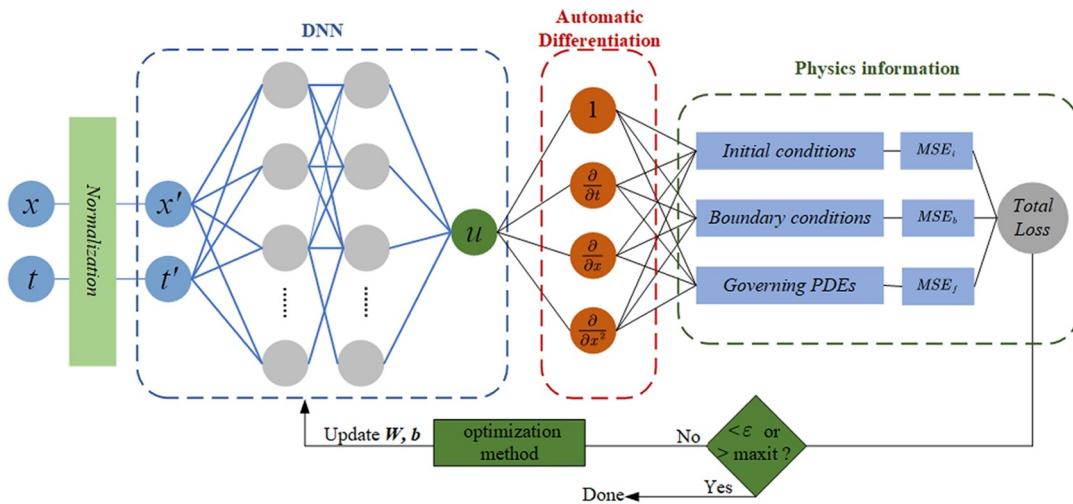 DNN
Automatic
Differentiation
Physics information
x
t
Normalization
x′
t′
......
......
u
1
∂/∂t
∂/∂x
∂/∂x²
Initial conditions
Boundary conditions
Governing PDEs
MSEᵢ
MSE_b
MSE_f
Total
Loss
Update W, b
optimization
method
No
<ε or
> maxit ?
Yes
Done